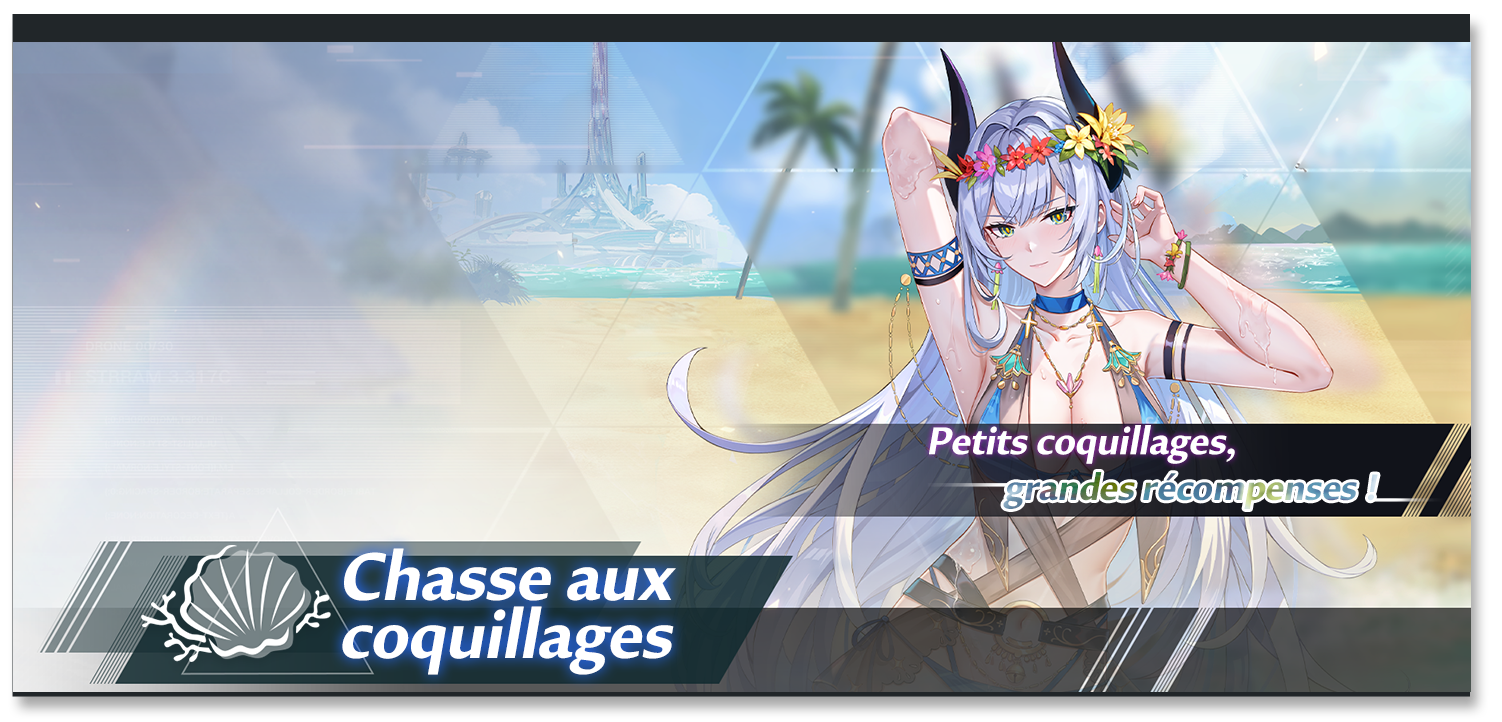 Petits coquillages,
grandes récompenses !
Chasse aux
coquillages